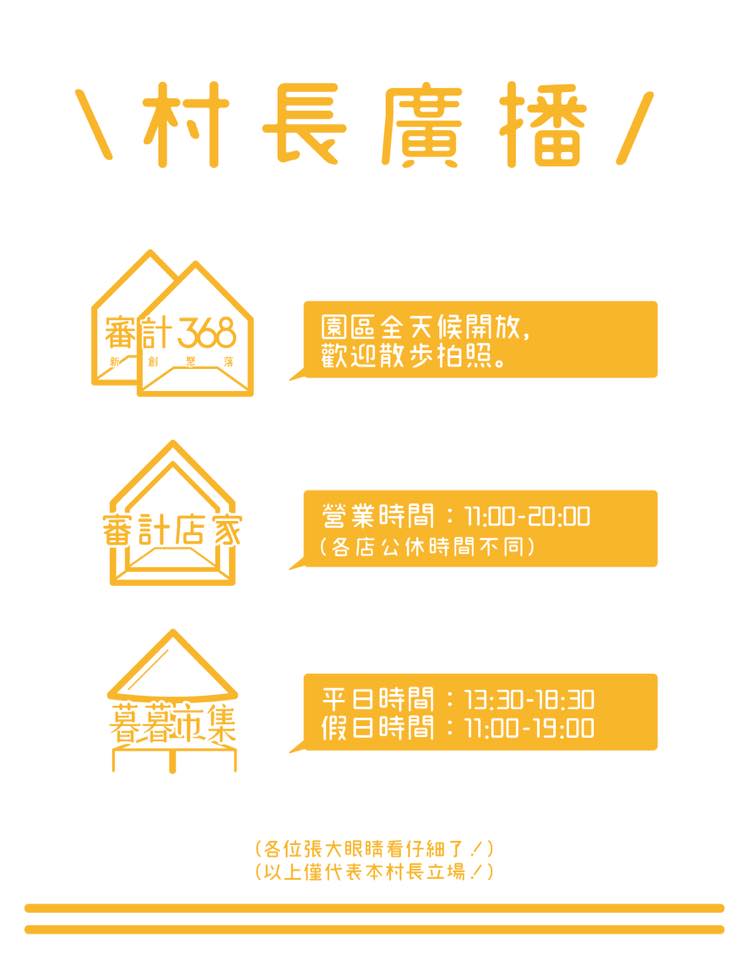 \ 村長廣播 /
審計368
新創聚落
園區全天候開放,
歡迎散步拍照。
審計店家
營業時間：11:00-20:00
(各店公休時間不同)
暮暮市集
平日時間：13:30-18:30
假日時間：11:00-19:00
(各位張大眼睛看仔細了！)
(以上僅代表本村長立場！)